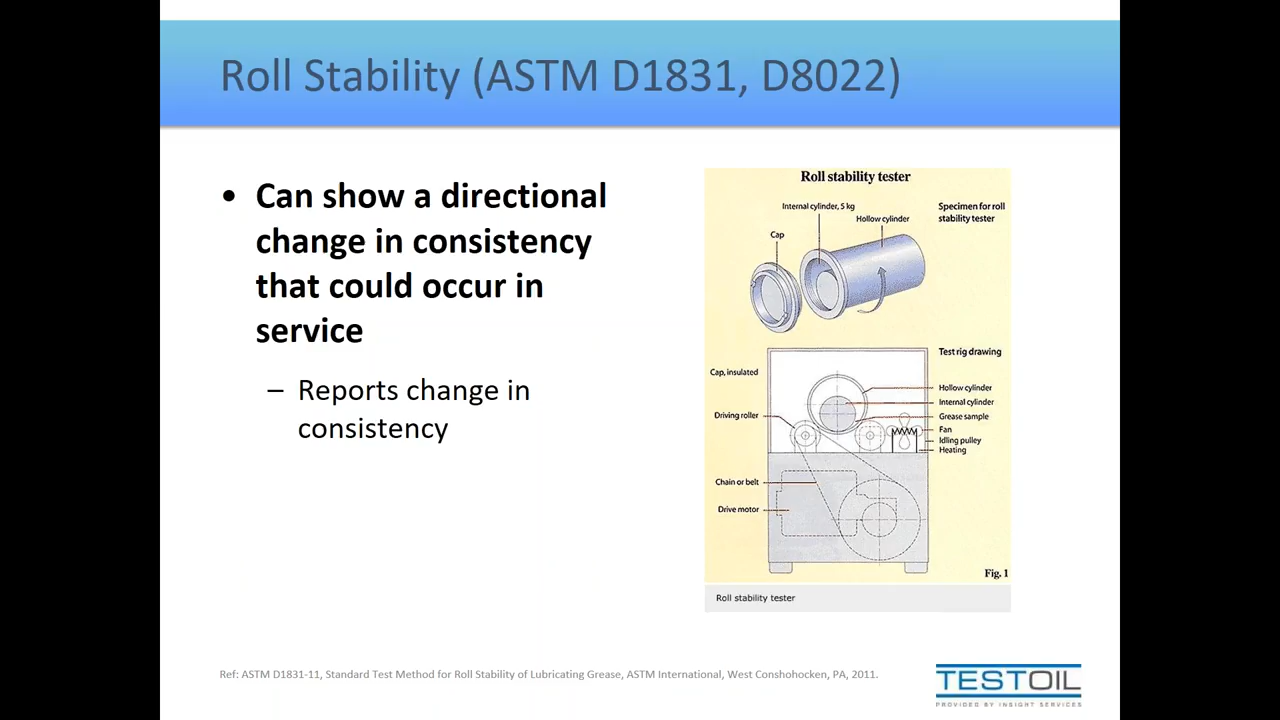 Roll Stability (ASTM D1831, D8022)
• Can show a directional
change in consistency
that could occur in
service
– Reports change in
consistency
Roll stability tester
Internal cylinder, 5 kg
Hollow cylinder
Cap
Specimen for roll
stability tester
Test rig drawing
Cap, insulated
Hollow cylinder
Internal cylinder
Driving roller
Grease sample
Fan
Idling pulley
Heating
Chain or belt
Drive motor
Fig. 1
Roll stability tester
Ref: ASTM D1831-11, Standard Test Method for Roll Stability of Lubricating Grease, ASTM International, West Conshohocken, PA, 2011.
TESTOIL
PROVIDED BY INSIGHT SERVICES